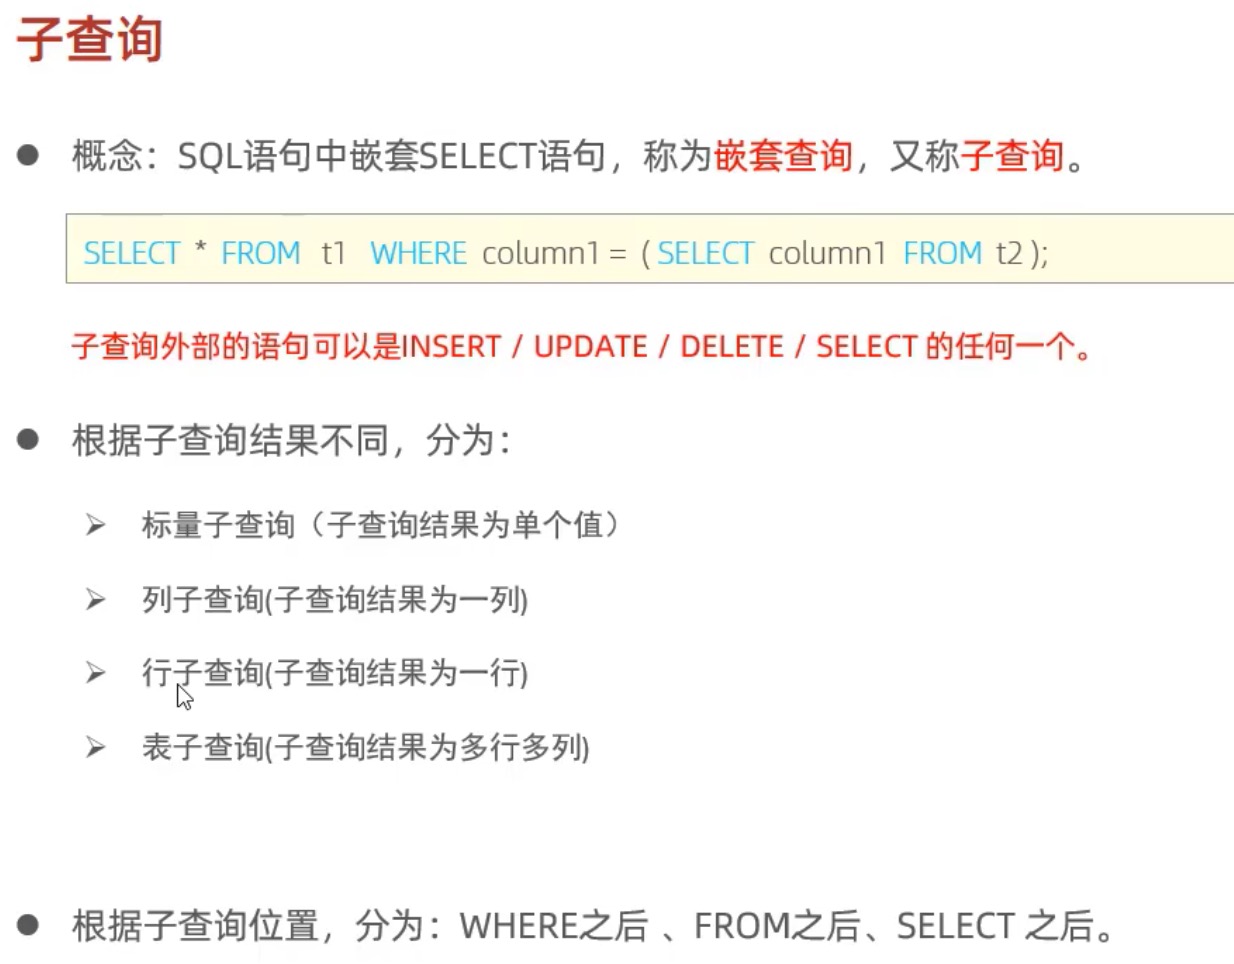 子查询
● 概念：SQL语句中嵌套SELECT语句，称为嵌套查询，又称子查询。
SELECT * FROM t1 WHERE column1 = ( SELECT column1 FROM t2 );
子查询外部的语句可以是INSERT / UPDATE / DELETE / SELECT 的任何一个。
● 根据子查询结果不同，分为：
➢ 标量子查询（子查询结果为单个值）
➢ 列子查询(子查询结果为一列)
➢ 行子查询(子查询结果为一行)
➢ 表子查询(子查询结果为多行多列)
● 根据子查询位置，分为：WHERE之后 、FROM之后、SELECT 之后。